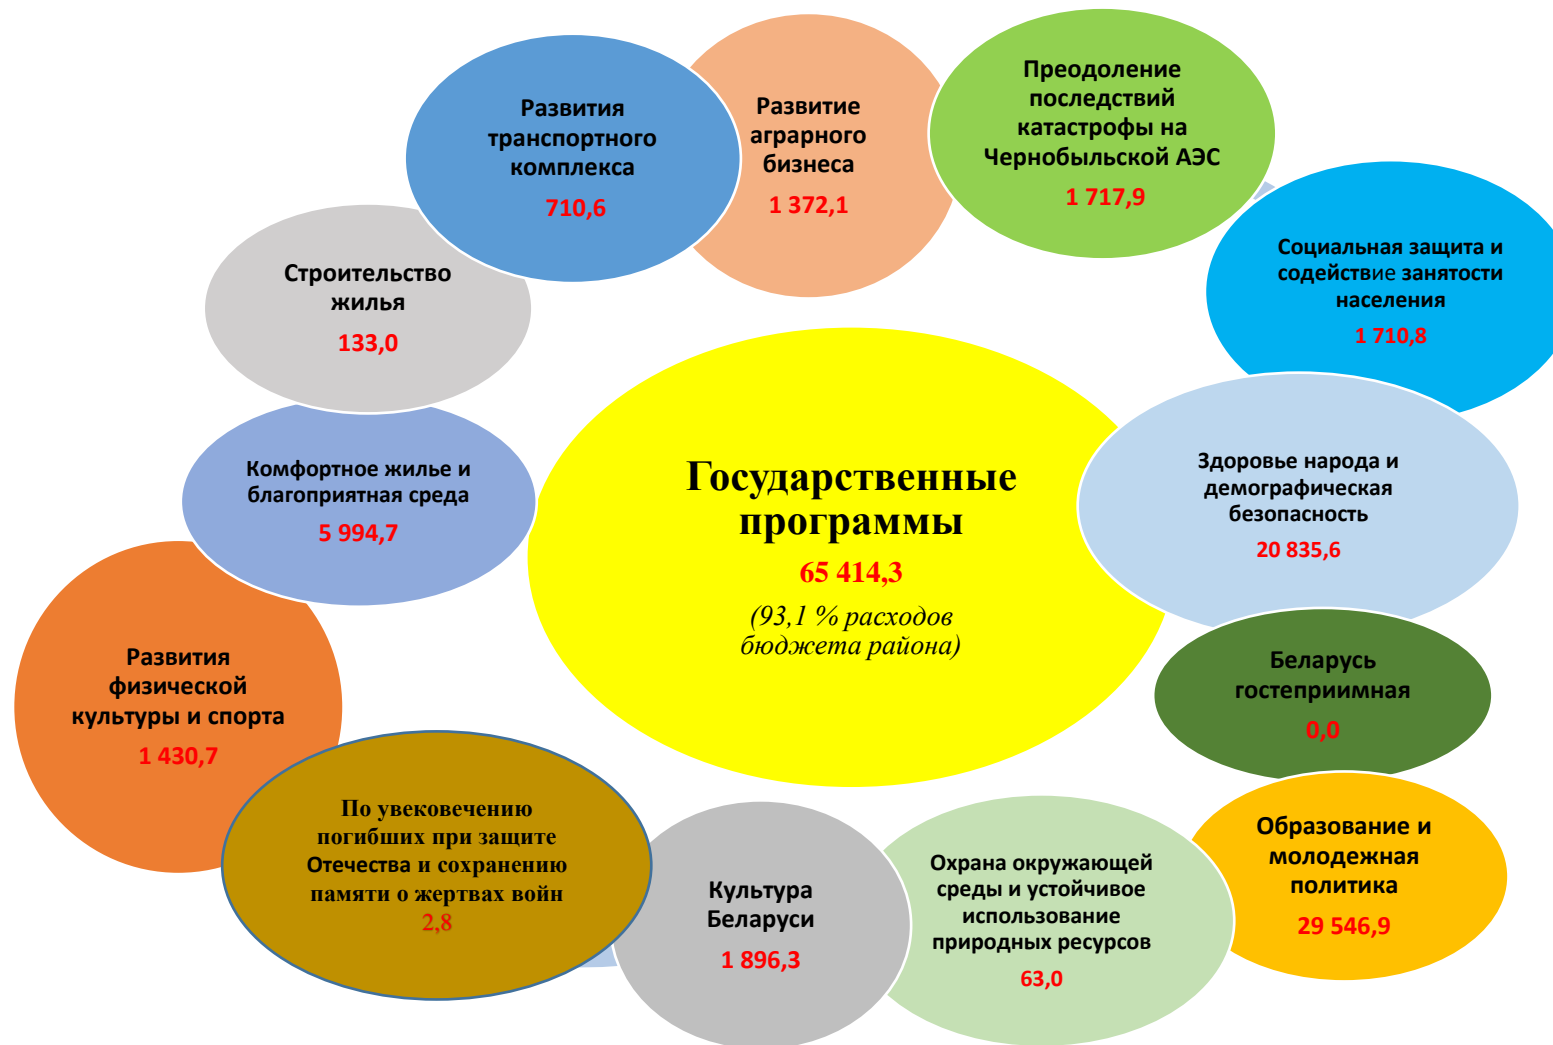 Развития
транспортного
комплекса
710,6
Развитие
аграрного
бизнеса
1 372,1
Преодоление
последствий
катастрофы на
Чернобыльской АЭС
1 717,9
Социальная защита и
содействие занятости
населения
1 710,8
Строительство
жилья
133,0
Комфортное жилье и
благоприятная среда
5 994,7
Государственные
программы
65 414,3
(93,1 % расходов
бюджета района)
Здоровье народа и
демографическая
безопасность
20 835,6
Развития
физической
культуры и спорта
1 430,7
Беларусь
гостеприимная
0,0
По увековечению
погибших при защите
Отечества и сохранению
памяти о жертвах войн
2,8
Культура
Беларуси
1 896,3
Охрана окружающей
среды и устойчивое
использование
природных ресурсов
63,0
Образование и
молодежная
политика
29 546,9